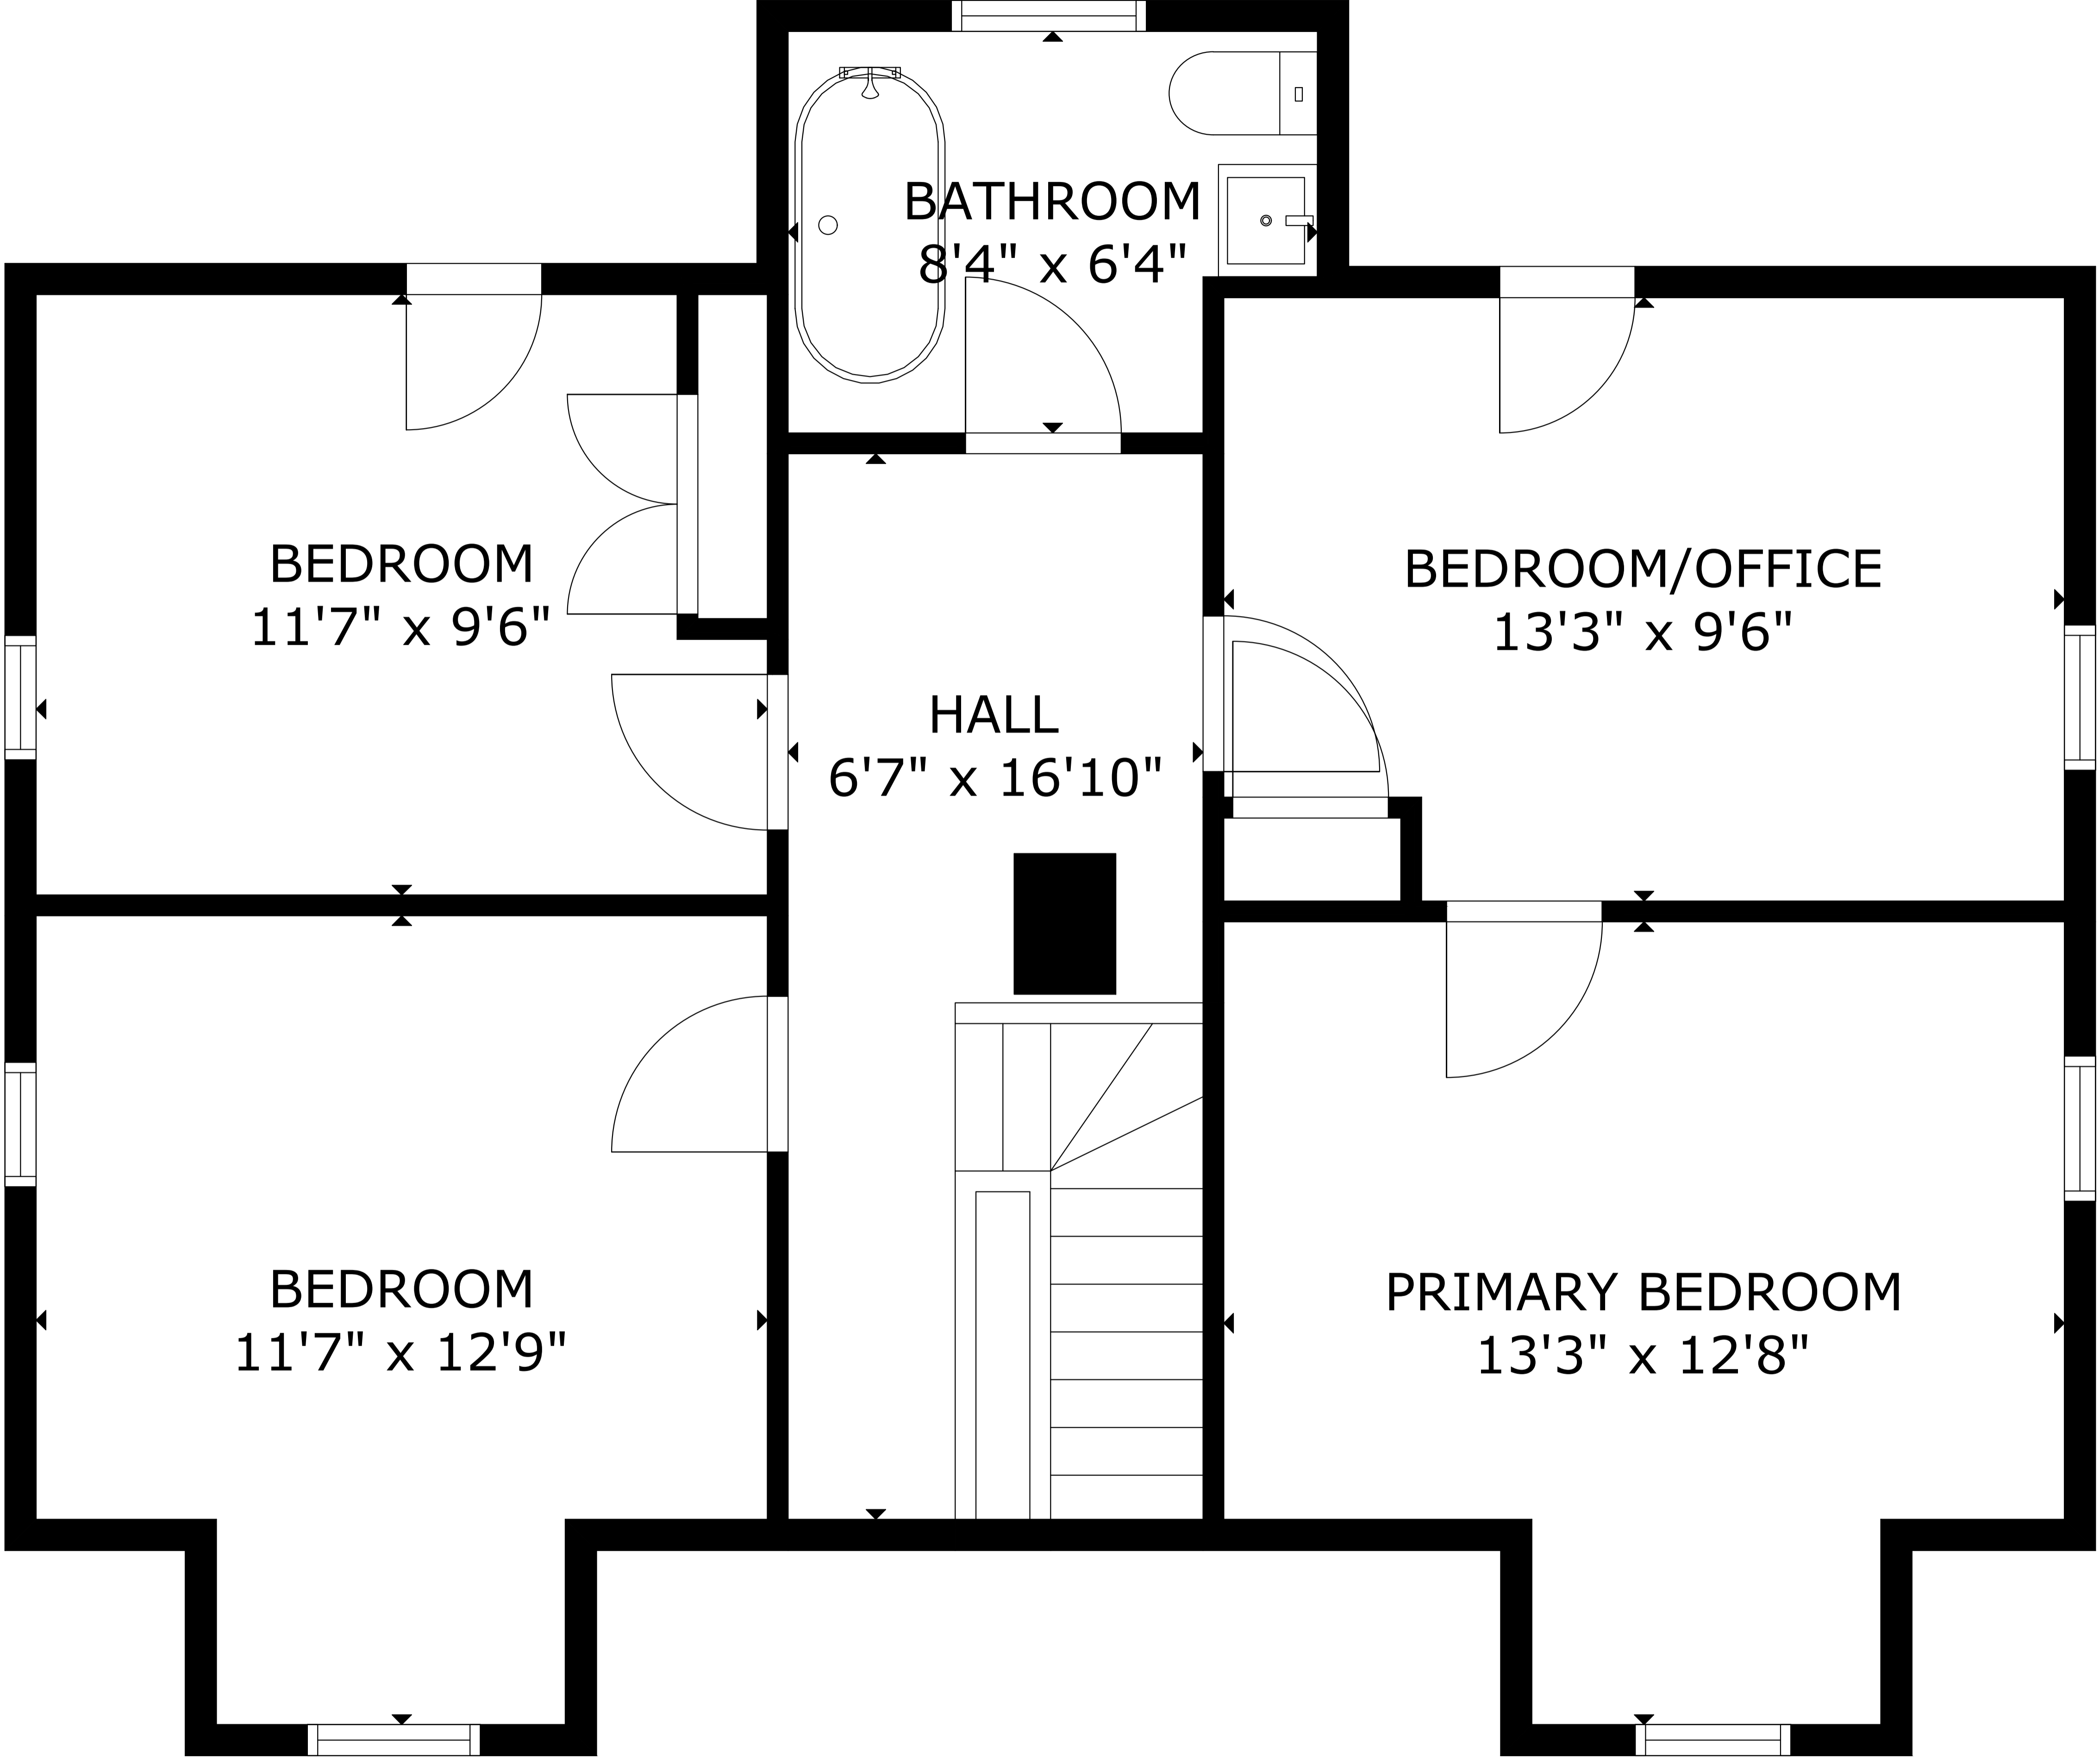 BATHROOM
8'4" x 6'4"
BEDROOM
11'7" x 9'6"
BEDROOM/OFFICE
13'3" x 9'6"
HALL
6'7" x 16'10"
BEDROOM
11'7" x 12'9"
PRIMARY BEDROOM
13'3" x 12'8"